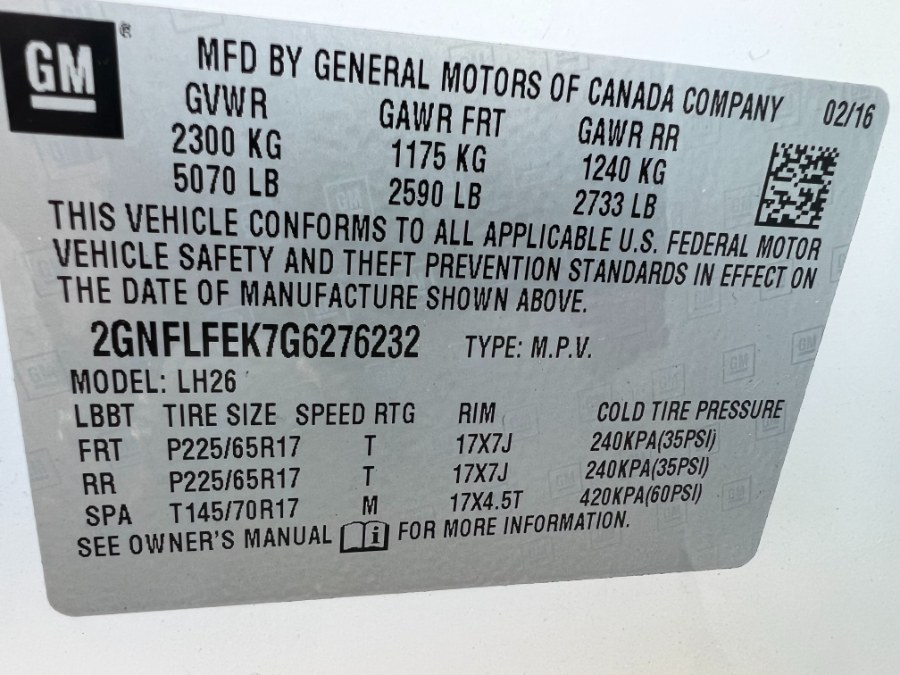 GM®
MFD BY GENERAL MOTORS OF CANADA COMPANY 02/16
GVWR GAWR FRT GAWR RR
2300 KG 1175 KG 1240 KG
5070 LB 2590 LB 2733 LB
THIS VEHICLE CONFORMS TO ALL APPLICABLE U.S. FEDERAL MOTOR
VEHICLE SAFETY AND THEFT PREVENTION STANDARDS IN EFFECT ON
THE DATE OF MANUFACTURE SHOWN ABOVE.
2GNFLFEK7G6276232 TYPE: M.P.V.
MODEL: LH26
LBBT TIRE SIZE SPEED RTG RIM COLD TIRE PRESSURE
FRT P225/65R17 T 17X7J 240KPA(35PSI)
RR P225/65R17 T 17X7J 240KPA(35PSI)
SPA T145/70R17 M 17X4.5T 420KPA(60PSI)
SEE OWNER'S MANUAL i FOR MORE INFORMATION.